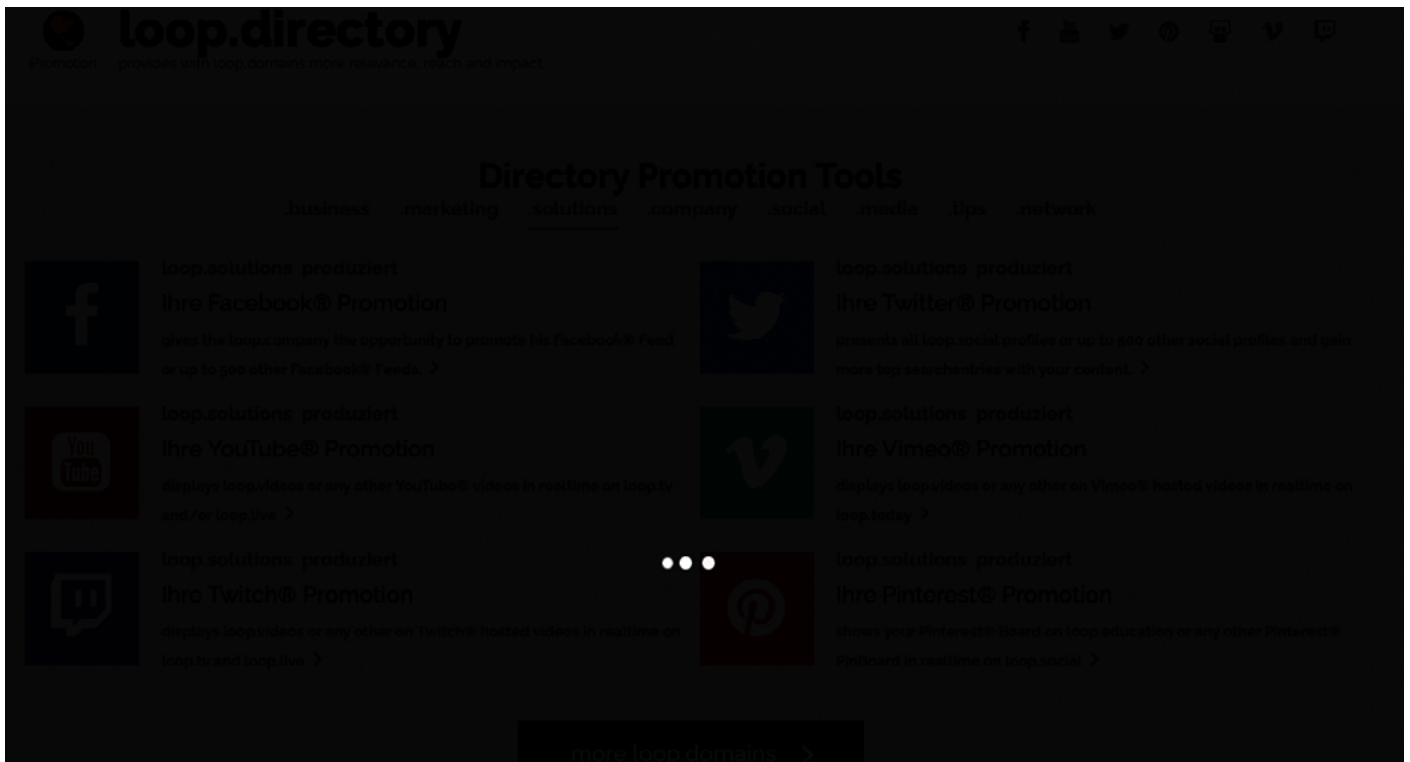 loop.directory
iPromotion provides with loop.domains more relevance, reach and impact
Directory Promotion Tools
.business .marketing .solutions .company .social .media .tips .network
loop.solutions produziert
Ihre Facebook® Promotion
gives the loop.company the opportunity to promote his Facebook® Feed
or up to 500 other Facebook® Feeds.
loop.solutions produziert
Ihre Twitter® Promotion
presents all loop.social profiles or up to 500 other social profiles and gain
more top searchentries with your content.
You
Tube
loop.solutions produziert
Ihre YouTube® Promotion
displays loop.videos or any other YouTube® videos in realtime on loop.tv
and/or loop.live
loop.solutions produziert
Ihre Vimeo® Promotion
displays loop.videos or any other on Vimeo® hosted videos in realtime on
loop.today
loop.solutions produziert
Ihre Twitch® Promotion
displays loop.videos or any other on Twitch® hosted videos in realtime on
loop.tv and loop.live
loop.solutions produziert
Ihre Pinterest® Promotion
shows your Pinterest® Board on loop.education or any other Pinterest®
PinBoard in realtime on loop.social
more loop.domains